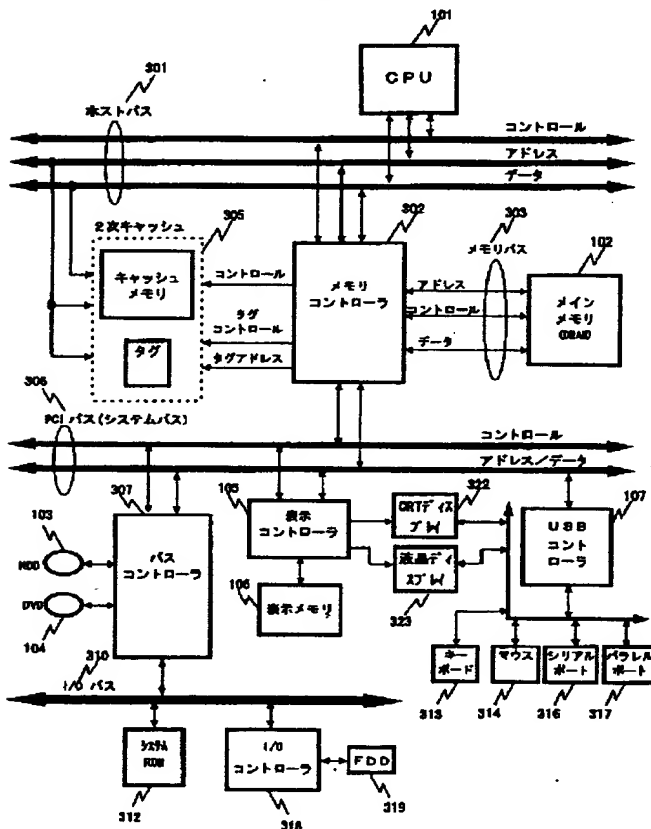 101
CPU
301
ホストバス
コントロール
アドレス
データ
2次キャッシュ
305
キャッシュ
メモリ
タグ
コントロール
タグ
コントロール
タグアドレス
302
メモリ
コントローラ
303
メモリバス
アドレス
コントロール
データ
102
メイン
メモリ
(DRAM)
306
PCIバス(システムバス)
コントロール
アドレス/データ
307
バス
コントローラ
103
HDD
DVD
104
105
表示
コントローラ
106
表示メモリ
322
CRTディス
プレイ
液晶ディ
スプレイ
323
107
USB
コント
ローラ
キー
ボード
313
マウス
314
シリアル
ポート
316
パラレル
ポート
317
310
I/Oバス
システム
ROM
312
I/O
コントローラ
318
FDD
319